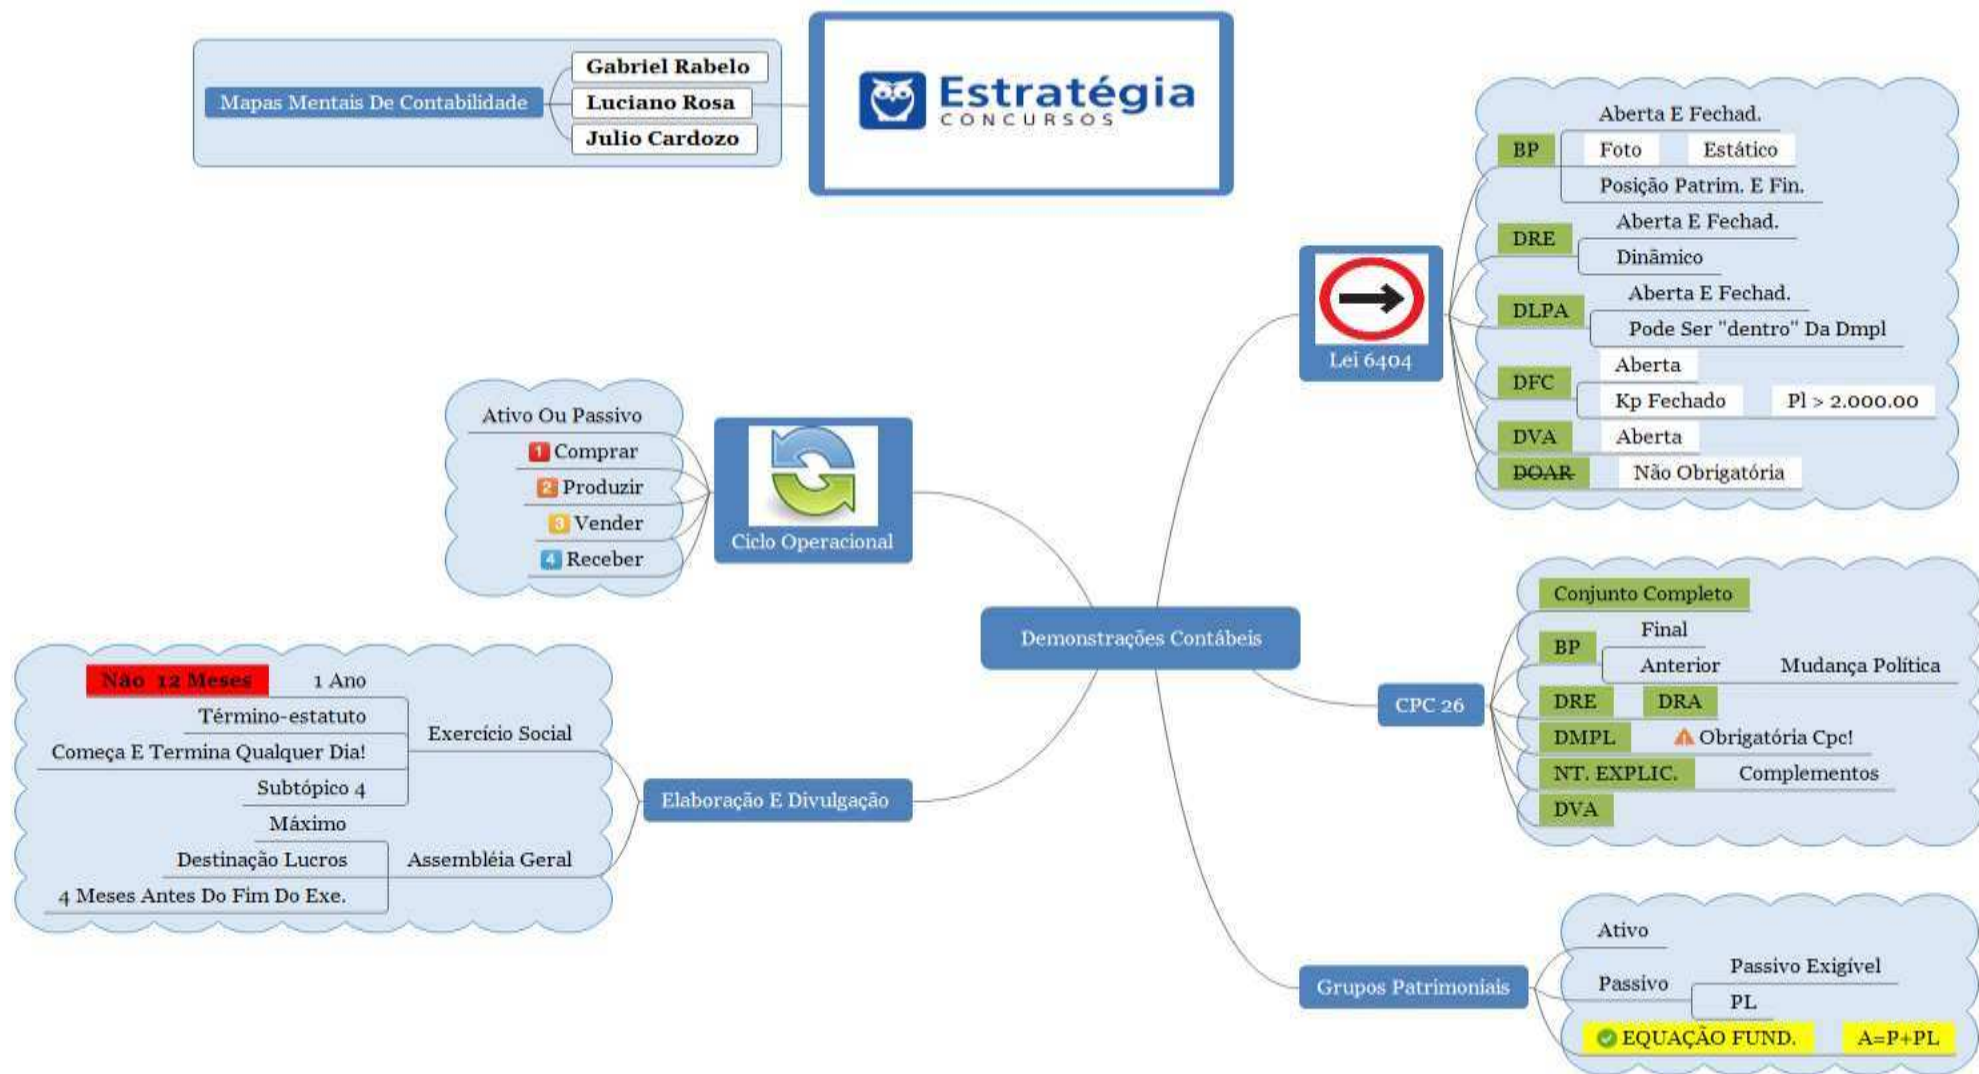 Mapas Mentais De Contabilidade
Gabriel Rabelo
Luciano Rosa
Julio Cardozo
Estratégia
CONCURSOS
Demonstrações Contábeis
Lei 6404
BP
Aberta E Fechad.
Foto Estático
Posição Patrim. E Fin.
DRE
Aberta E Fechad.
Dinâmico
DLPA
Aberta E Fechad.
Pode Ser "dentro" Da Dmpl
DFC
Aberta
Kp Fechado Pl > 2.000.00
DVA Aberta
DOAR Não Obrigatória
CPC 26
Conjunto Completo
BP
Final
Anterior Mudança Política
DRE DRA
DMPL Obrigatória Cpc!
NT. EXPLIC. Complementos
DVA
Grupos Patrimoniais
Ativo
Passivo
Passivo Exigível
PL
EQUAÇÃO FUND. A=P+PL
Ciclo Operacional
Ativo Ou Passivo
1 Comprar
2 Produzir
3 Vender
4 Receber
Elaboração E Divulgação
Exercício Social
Não 12 Meses 1 Ano
Término-estatuto
Começa E Termina Qualquer Dia!
Subtópico 4
Assembléia Geral
Máximo
Destinação Lucros
4 Meses Antes Do Fim Do Exe.